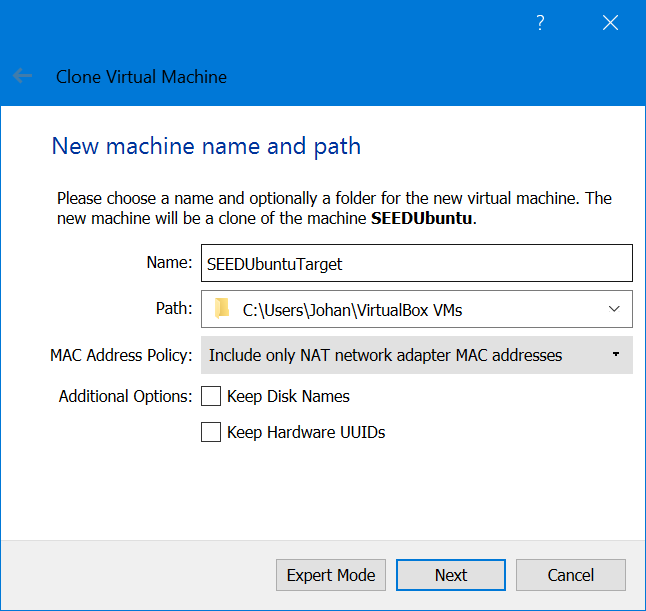 ?
Clone Virtual Machine
New machine name and path
Please choose a name and optionally a folder for the new virtual machine. The
new machine will be a clone of the machine SEEDUbuntu.
Name: SEEDUbuntuTarget
Path: C:\Users\Johan\VirtualBox VMs
MAC Address Policy: Include only NAT network adapter MAC addresses
Additional Options: Keep Disk Names
Keep Hardware UUIDs
Expert Mode Next Cancel